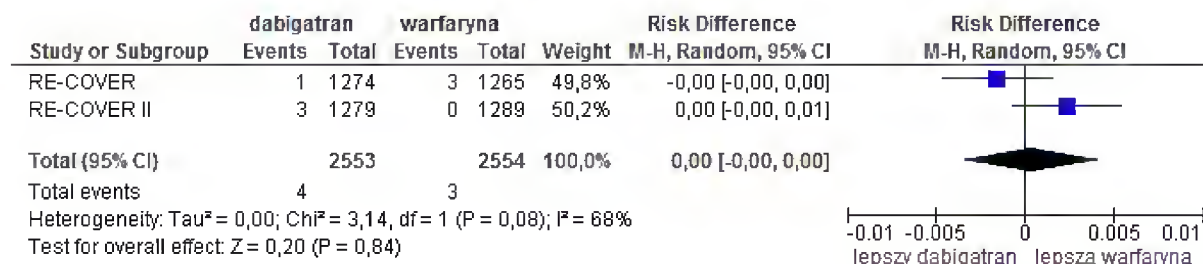 dabigatran warfaryna Risk Difference Risk Difference
Study or Subgroup Events Total Events Total Weight M-H, Random, 95% CI M-H, Random, 95% CI
RE-COVER 1 1274 3 1265 49,8% -0,00 [-0,00, 0,00]
RE-COVER II 3 1279 0 1289 50,2% 0,00 [-0,00, 0,01]
Total (95% CI) 2553 2554 100,0% 0,00 [-0,00, 0,00]
Total events 4 3
Heterogeneity: Tau² = 0,00; Chi² = 3,14, df = 1 (P = 0,08); I² = 68%
Test for overall effect: Z = 0,20 (P = 0,84)
-0.01 -0.005 0 0.005 0.01
lepszy dabigatran lepsza warfaryna